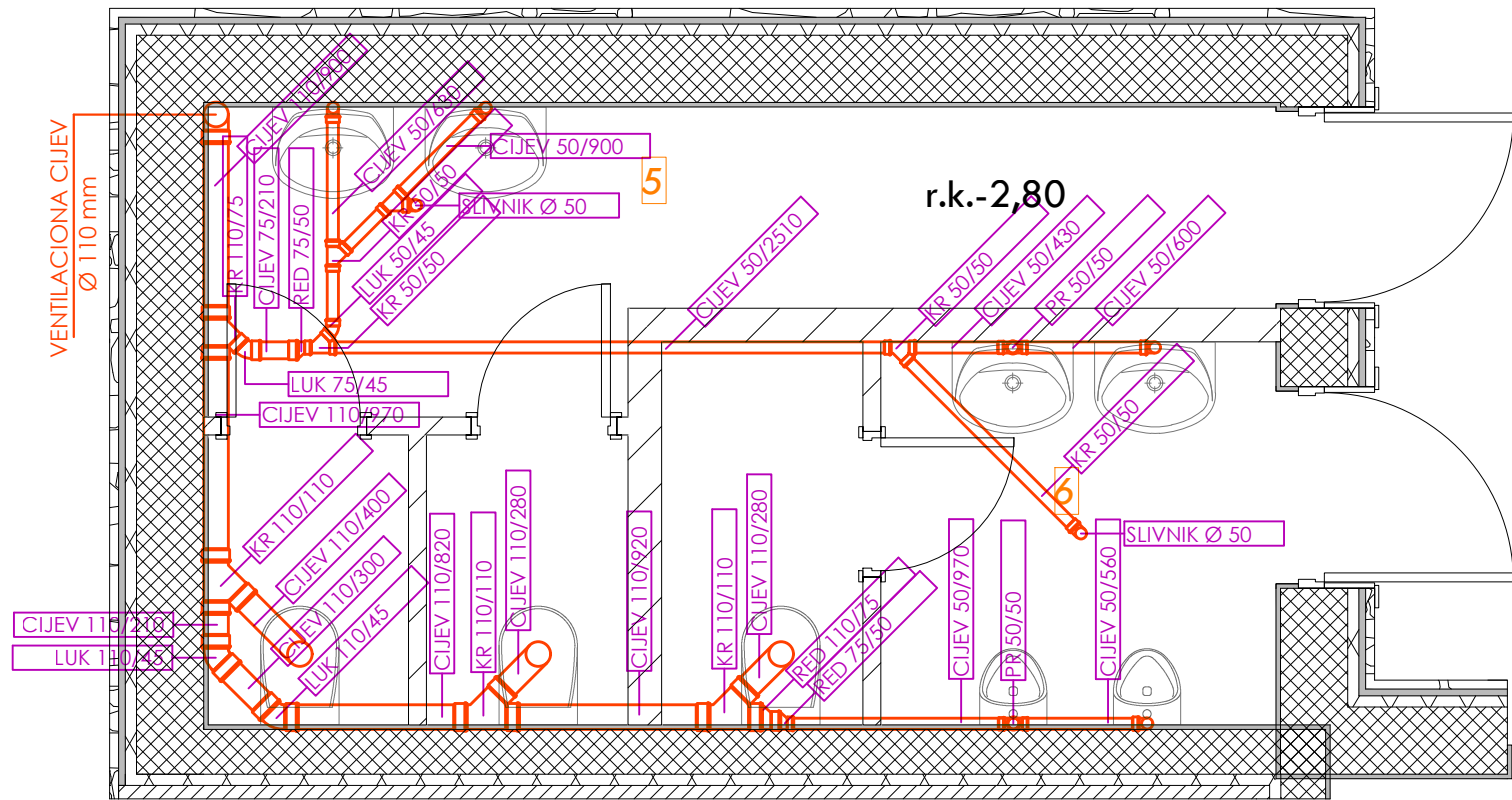 VENTILACIONA CIJEV
Ø 110 mm
CIJEV 110/900
KR 110/75
CIJEV 75/210
RED 75/50
CIJEV 50/630
CIJEV 50/900
KR 50/50
SLIVNIK Ø 50
LUK 50/45
KR 50/50
5
r.k.-2,80
CIJEV 50/2510
KR 50/50
CIJEV 50/430
PR 50/50
CIJEV 50/600
LUK 75/45
CIJEV 110/970
KR 50/50
6
SLIVNIK Ø 50
KR 110/110
CIJEV 110/400
CIJEV 110/300
LUK 110/45
CIJEV 110/210
LUK 110/45
CIJEV 110/820
KR 110/110
CIJEV 110/280
CIJEV 110/920
KR 110/110
CIJEV 110/280
RED 110/75
RED 75/50
CIJEV 50/970
PR 50/50
CIJEV 50/560